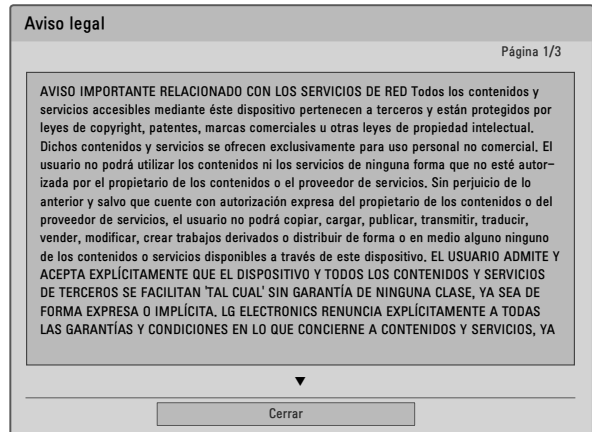 Aviso legal
Página 1/3
AVISO IMPORTANTE RELACIONADO CON LOS SERVICIOS DE RED Todos los contenidos y
servicios accesibles mediante éste dispositivo pertenecen a terceros y están protegidos por
leyes de copyright, patentes, marcas comerciales u otras leyes de propiedad intelectual.
Dichos contenidos y servicios se ofrecen exclusivamente para uso personal no comercial. El
usuario no podrá utilizar los contenidos ni los servicios de ninguna forma que no esté autor-
izada por el propietario de los contenidos o el proveedor de servicios. Sin perjuicio de lo
anterior y salvo que cuente con autorización expresa del propietario de los contenidos o del
proveedor de servicios, el usuario no podrá copiar, cargar, publicar, transmitir, traducir,
vender, modificar, crear trabajos derivados o distribuir de forma o en medio alguno ninguno
de los contenidos o servicios disponibles a través de este dispositivo. EL USUARIO ADMITE Y
ACEPTA EXPLÍCITAMENTE QUE EL DISPOSITIVO Y TODOS LOS CONTENIDOS Y SERVICIOS
DE TERCEROS SE FACILITAN 'TAL CUAL' SIN GARANTÍA DE NINGUNA CLASE, YA SEA DE
FORMA EXPRESA O IMPLÍCITA. LG ELECTRONICS RENUNCIA EXPLÍCITAMENTE A TODAS
LAS GARANTÍAS Y CONDICIONES EN LO QUE CONCIERNE A CONTENIDOS Y SERVICIOS, YA
Cerrar